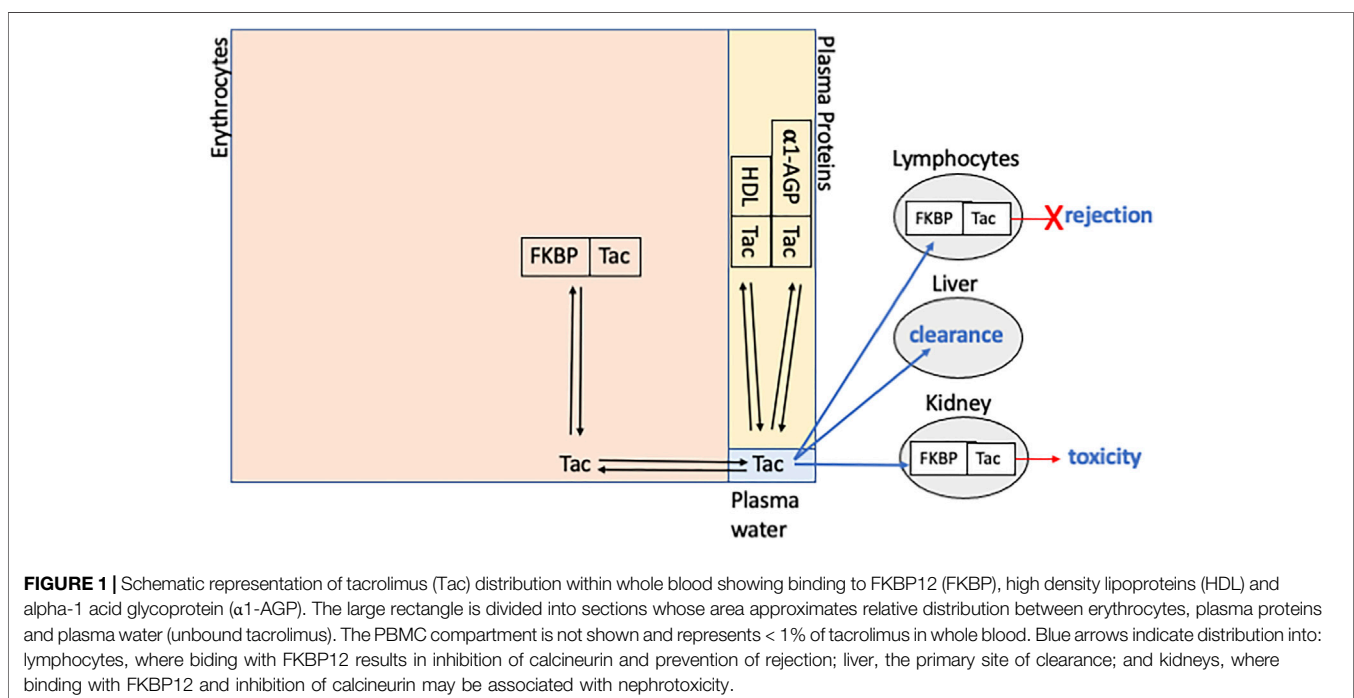 Erythrocytes
Plasma Proteins
HDL
Tac
α1-AGP
Tac
FKBP Tac
Tac
Tac
Plasma
water
Lymphocytes
FKBP Tac
X rejection
Liver
clearance
Kidney
FKBP Tac
toxicity
FIGURE 1 | Schematic representation of tacrolimus (Tac) distribution within whole blood showing binding to FKBP12 (FKBP), high density lipoproteins (HDL) and
alpha-1 acid glycoprotein (α1-AGP). The large rectangle is divided into sections whose area approximates relative distribution between erythrocytes, plasma proteins
and plasma water (unbound tacrolimus). The PBMC compartment is not shown and represents < 1% of tacrolimus in whole blood. Blue arrows indicate distribution into:
lymphocytes, where biding with FKBP12 results in inhibition of calcineurin and prevention of rejection; liver, the primary site of clearance; and kidneys, where
binding with FKBP12 and inhibition of calcineurin may be associated with nephrotoxicity.